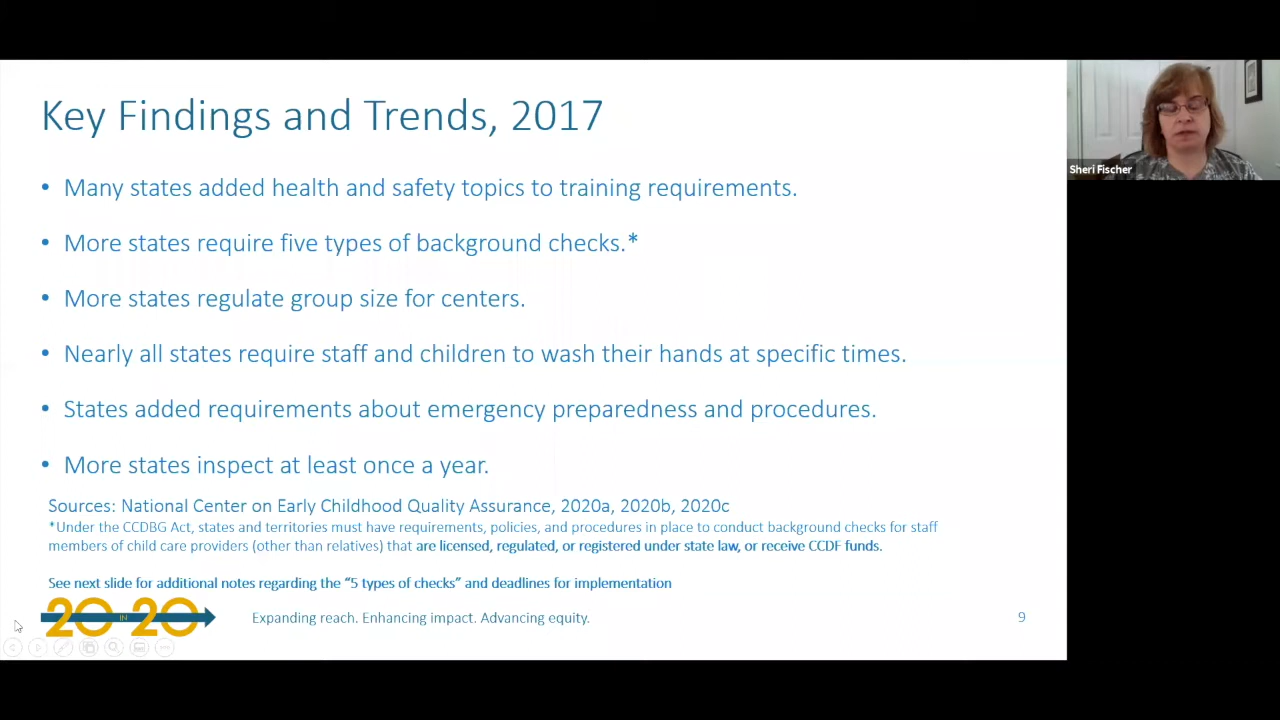 Key Findings and Trends, 2017
• Many states added health and safety topics to training requirements.
• More states require five types of background checks.*
• More states regulate group size for centers.
• Nearly all states require staff and children to wash their hands at specific times.
• States added requirements about emergency preparedness and procedures.
• More states inspect at least once a year.
Sources: National Center on Early Childhood Quality Assurance, 2020a, 2020b, 2020c
*Under the CCDBG Act, states and territories must have requirements, policies, and procedures in place to conduct background checks for staff
members of child care providers (other than relatives) that are licensed, regulated, or registered under state law, or receive CCDF funds.
See next slide for additional notes regarding the “5 types of checks” and deadlines for implementation
20 IN 20
Expanding reach. Enhancing impact. Advancing equity.
9
Sheri Fischer